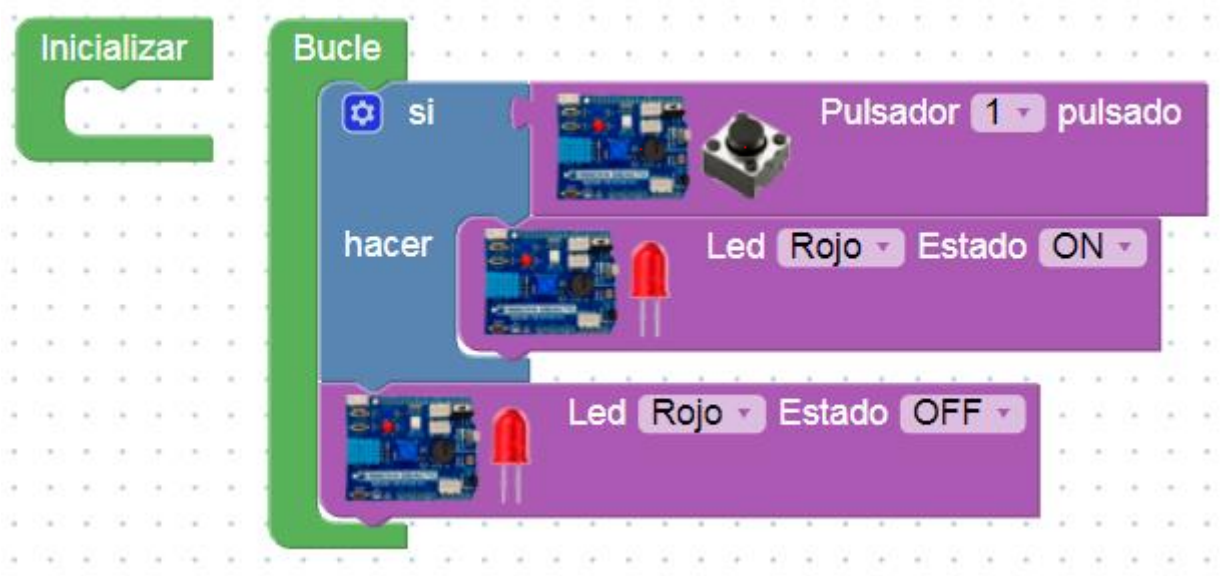 Inicializar
Bucle
si
Pulsador 1 pulsado
hacer
Led Rojo Estado ON
Led Rojo Estado OFF